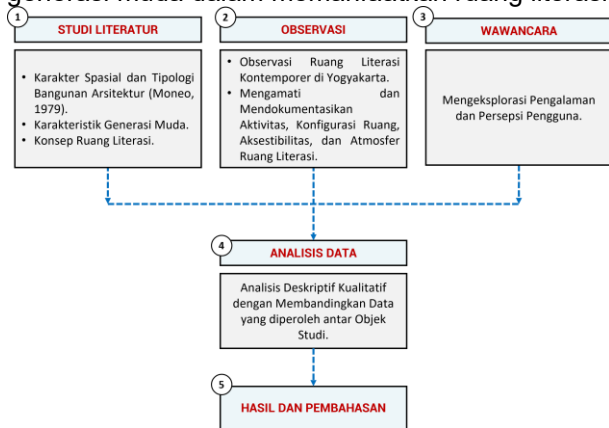 generasi muda dalam memanfaatkan ruang literasi
1
STUDI LITERATUR
• Karakter Spasial dan Tipologi
Bangunan Arsitektur (Moneo,
1979).
• Karakteristik Generasi Muda.
• Konsep Ruang Literasi.
2
OBSERVASI
• Observasi Ruang Literasi
Kontemporer di Yogyakarta.
• Mengamati dan
Mendokumentasikan
Aktivitas, Konfigurasi Ruang,
Aksestibilitas, dan Atmosfer
Ruang Literasi.
3
WAWANCARA
Mengeksplorasi Pengalaman
dan Persepsi Pengguna.
4
ANALISIS DATA
Analisis Deskriptif Kualitatif
dengan Membandingkan Data
yang diperoleh antar Objek
Studi.
5
HASIL DAN PEMBAHASAN